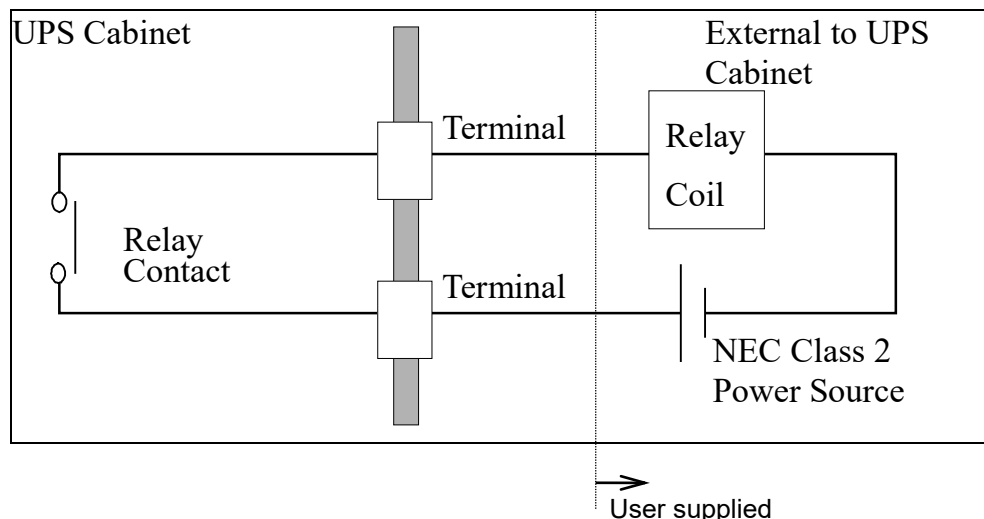 UPS Cabinet
External to UPS
Cabinet
Terminal
Relay
Coil
Relay
Contact
Terminal
NEC Class 2
Power Source
User supplied